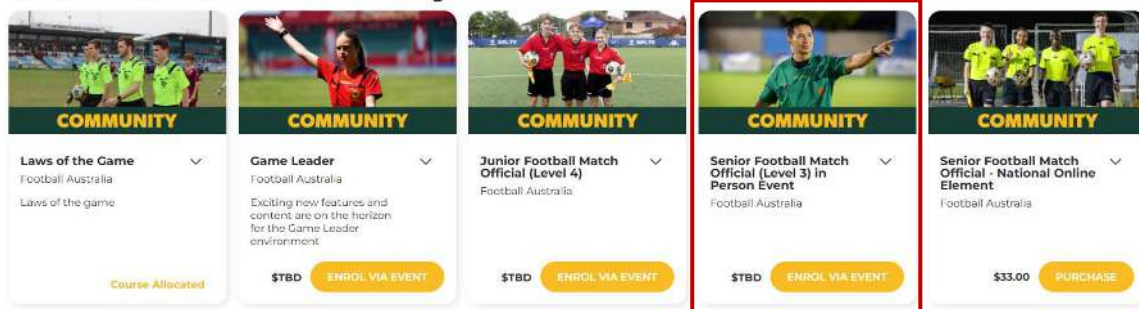 COMMUNITY
Laws of the Game
Football Australia
Laws of the game
Course Allocated
COMMUNITY
Game Leader
Football Australia
Exciting new features and
content are on the horizon
for the Game Leader
environment
$TBD ENROL VIA EVENT
COMMUNITY
Junior Football Match
Official (Level 4)
Football Australia
$TBD ENROL VIA EVENT
COMMUNITY
Senior Football Match
Official (Level 3) in
Person Event
Football Australia
$TBD ENROL VIA EVENT
COMMUNITY
Senior Football Match
Official - National Online
Element
Football Australia
$33.00 PURCHASE